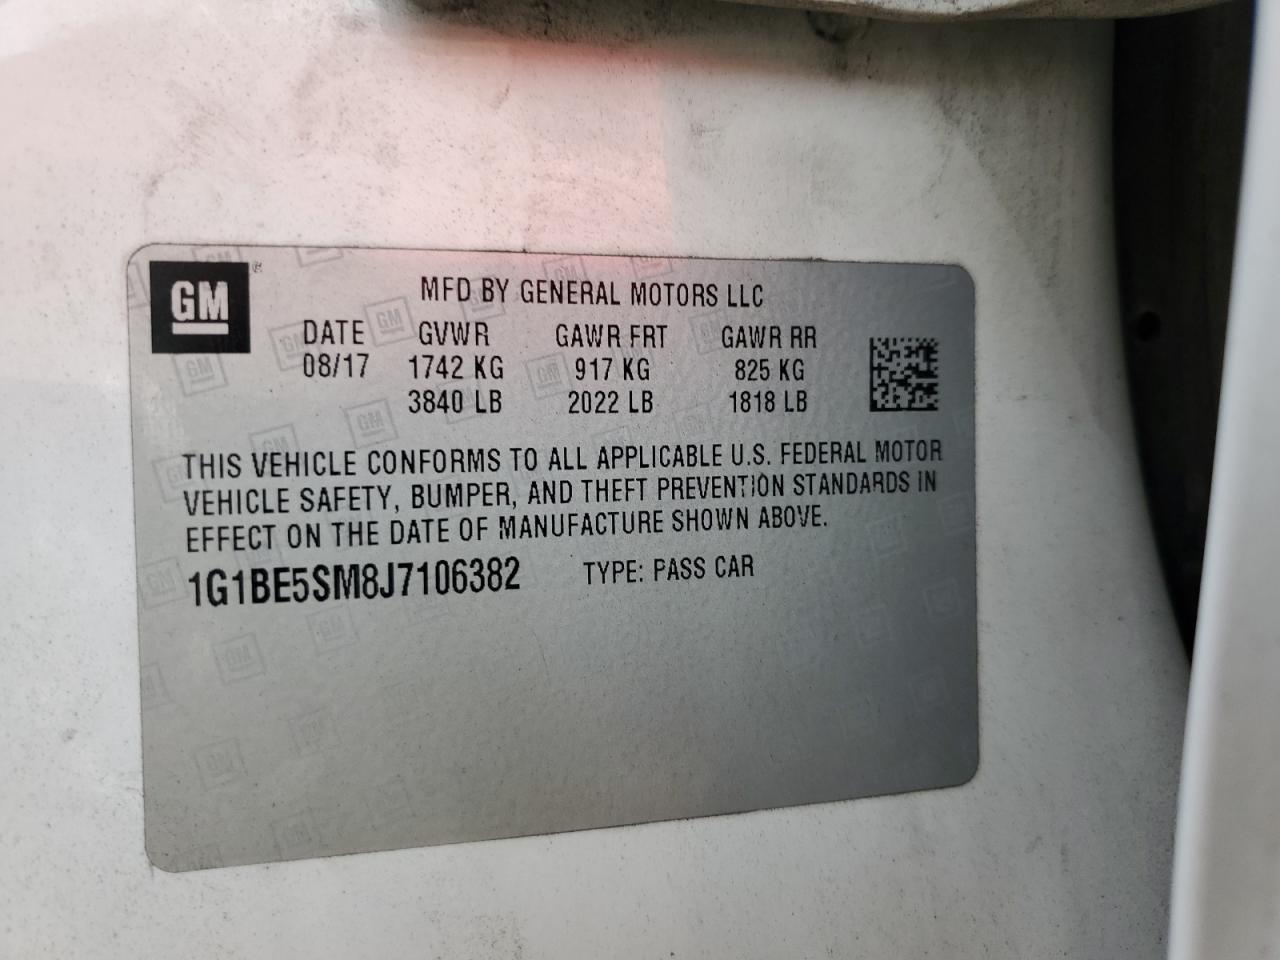 GM
MFD BY GENERAL MOTORS LLC
DATE GVWR GAWR FRT GAWR RR
08/17 1742 KG 917 KG 825 KG
3840 LB 2022 LB 1818 LB
THIS VEHICLE CONFORMS TO ALL APPLICABLE U.S. FEDERAL MOTOR
VEHICLE SAFETY, BUMPER, AND THEFT PREVENTION STANDARDS IN
EFFECT ON THE DATE OF MANUFACTURE SHOWN ABOVE.
1G1BE5SM8J7106382 TYPE: PASS CAR